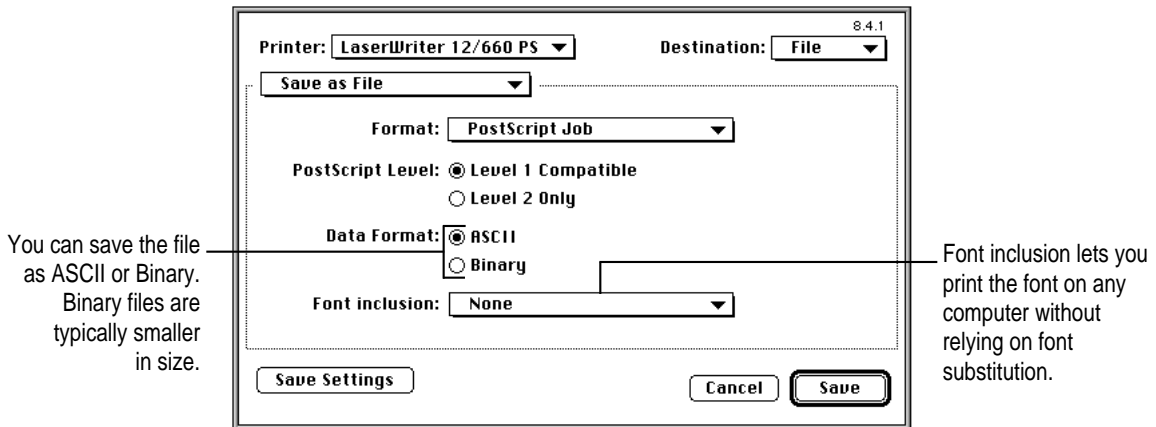 8.4.1
Printer: LaserWriter 12/660 PS Destination: File
Save as File
Format: PostScript Job
PostScript Level: Level 1 Compatible
Level 2 Only
Data Format: ASCII
Binary
Font inclusion: None
Save Settings Cancel Save
You can save the file
as ASCII or Binary.
Binary files are
typically smaller
in size.
Font inclusion lets you
print the font on any
computer without
relying on font
substitution.